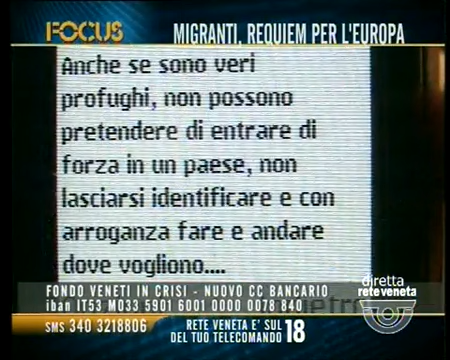 FOCUS
MIGRANTI, REQUIEM PER L'EUROPA
Anche se sono veri
profughi, non possono
pretendere di entrare di
forza in un paese, non
lasciarsi identificare e con
arroganza fare e andare
dove vogliono....
diretta
reteveneta
FONDO VENETI IN CRISI - NUOVO CC BANCARIO
iban IT53 M033 5901 6001 0000 0078 840
SMS 340 3218806
RETE VENETA E' SUL
DEL TUO TELECOMANDO 18